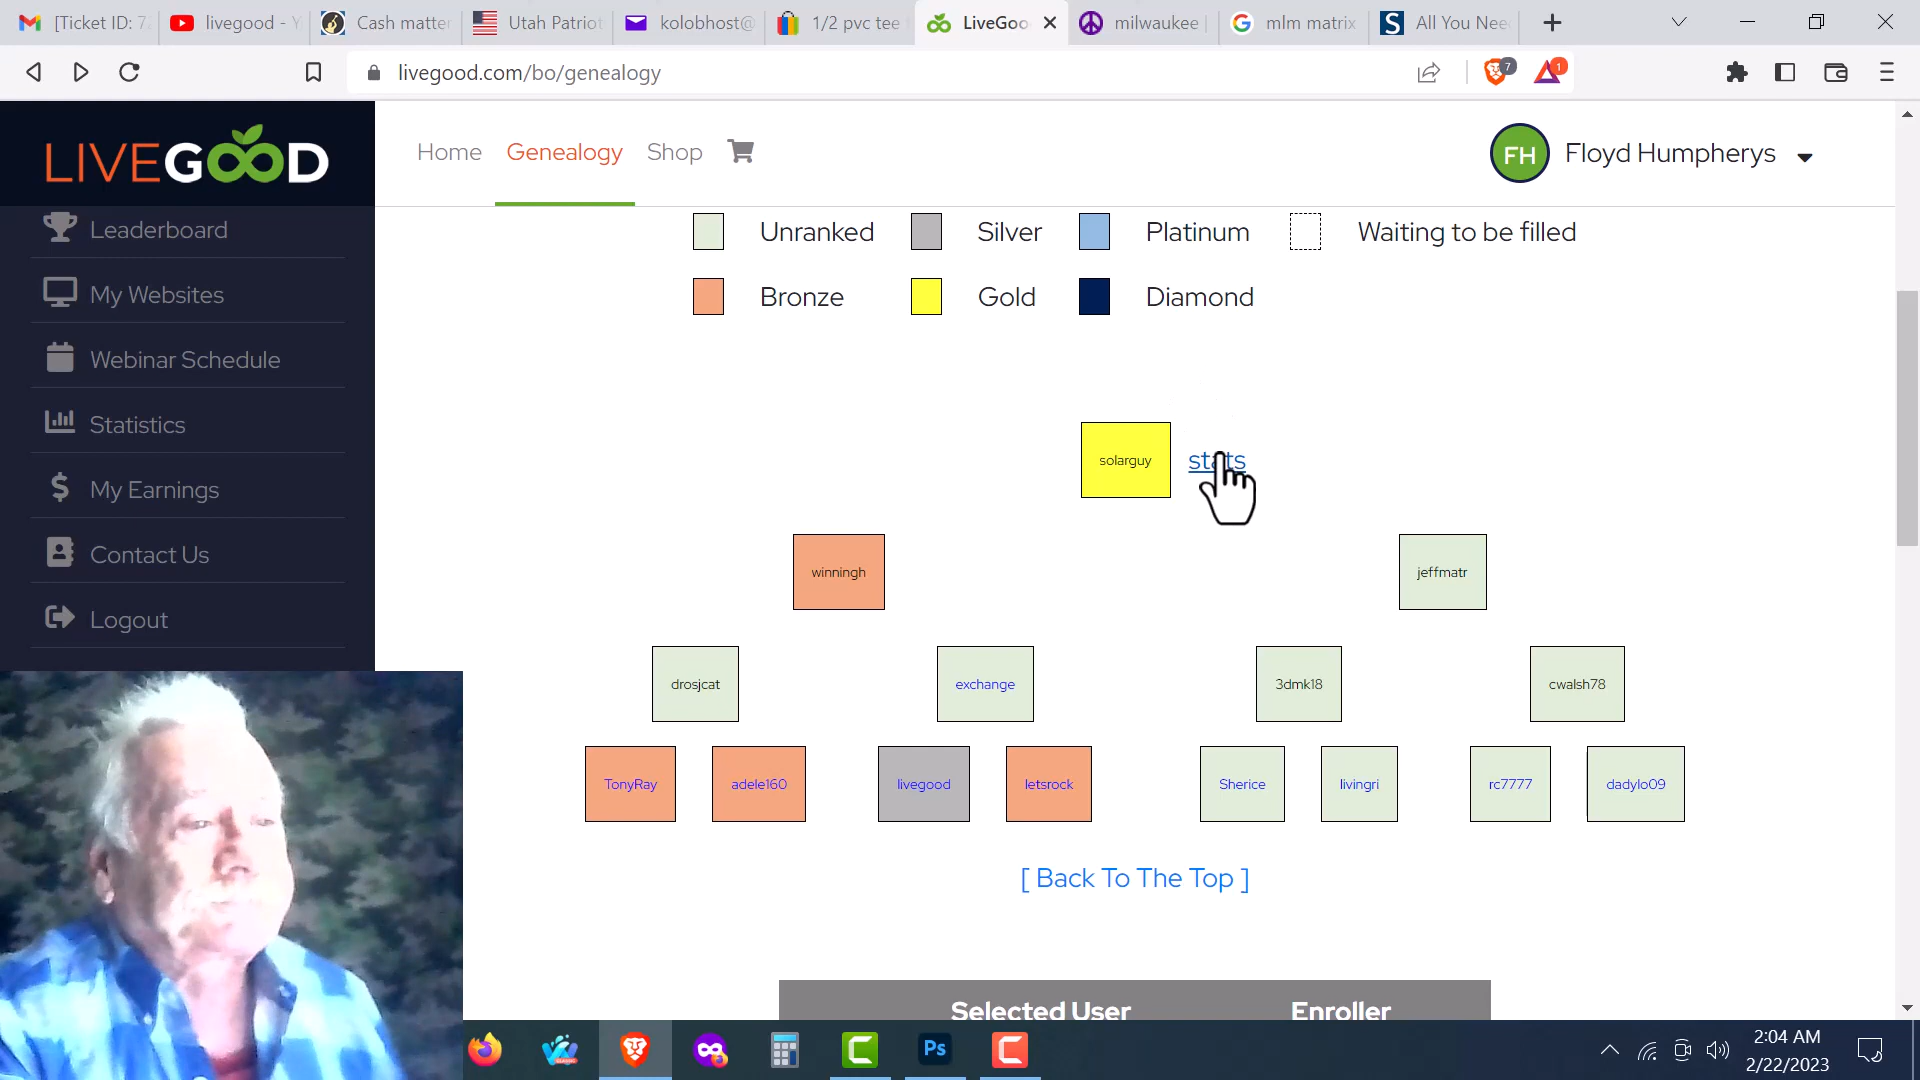 [Ticket ID: 7
livegood - Y
Cash matter
Utah Patriot
kolobhost@
1/2 pvc tee
LiveGoo
milwaukee
mlm matrix
All You Nee
livegood.com/bo/genealogy
7
1
LIVEGOOD
Home
Genealogy
Shop
FH
Floyd Humpherys
Leaderboard
My Websites
Webinar Schedule
Statistics
My Earnings
Contact Us
Logout
Unranked
Silver
Platinum
Waiting to be filled
Bronze
Gold
Diamond
solarguy
stats
winningh
jeffmatr
drosjcat
exchange
3dmk18
cwalsh78
TonyRay
adele160
livegood
letsrock
Sherice
livingri
rc7777
dadylo09
[ Back To The Top ]
Selected User
Enroller
Ps
2:04 AM
2/22/2023